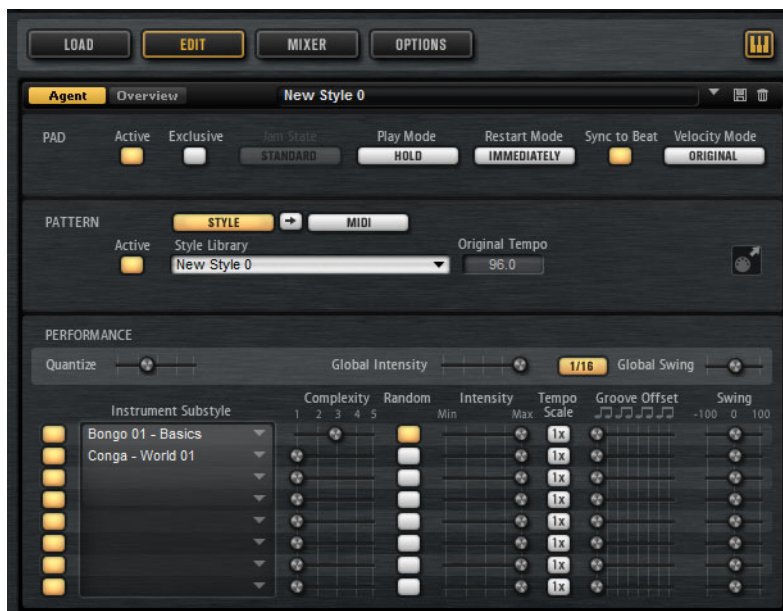 LOAD EDIT MIXER OPTIONS
Agent Overview New Style 0
PAD Active Exclusive Jam State Play Mode Restart Mode Sync to Beat Velocity Mode
STANDARD HOLD IMMEDIATELY ORIGINAL
PATTERN STYLE MIDI
Active Style Library Original Tempo
New Style 0 96.0
PERFORMANCE
Quantize Global Intensity 1/16 Global Swing
Complexity Random Intensity Tempo Groove Offset Swing
Instrument Substyle 1 2 3 4 5 Min Max Scale -100 0 100
Bongo 01 - Basics 1x
Conga - World 01 1x
1x
1x
1x
1x
1x
1x